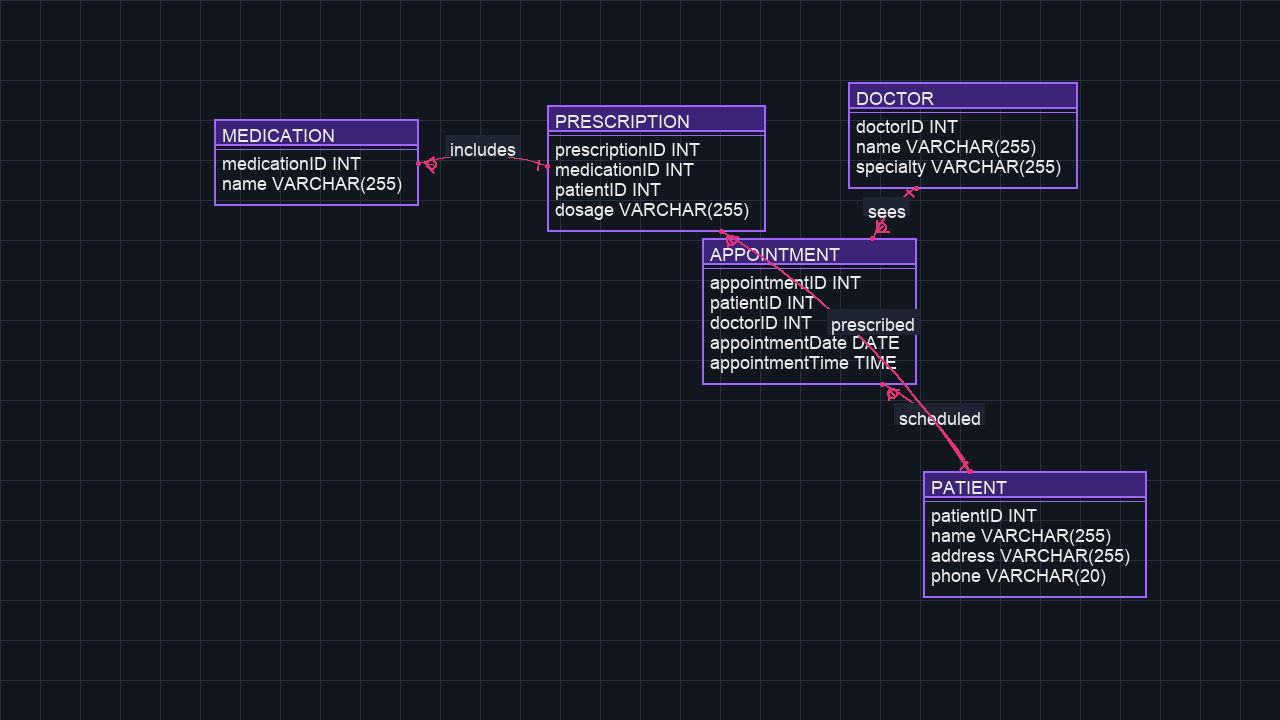 MEDICATION
medicationID INT
name VARCHAR(255)
includes
PRESCRIPTION
prescriptionID INT
medicationID INT
patientID INT
dosage VARCHAR(255)
DOCTOR
doctorID INT
name VARCHAR(255)
specialty VARCHAR(255)
sees
APPOINTMENT
appointmentID INT
patientID INT
doctorID INT
appointmentDate DATE
appointmentTime TIME
prescribed
scheduled
PATIENT
patientID INT
name VARCHAR(255)
address VARCHAR(255)
phone VARCHAR(20)